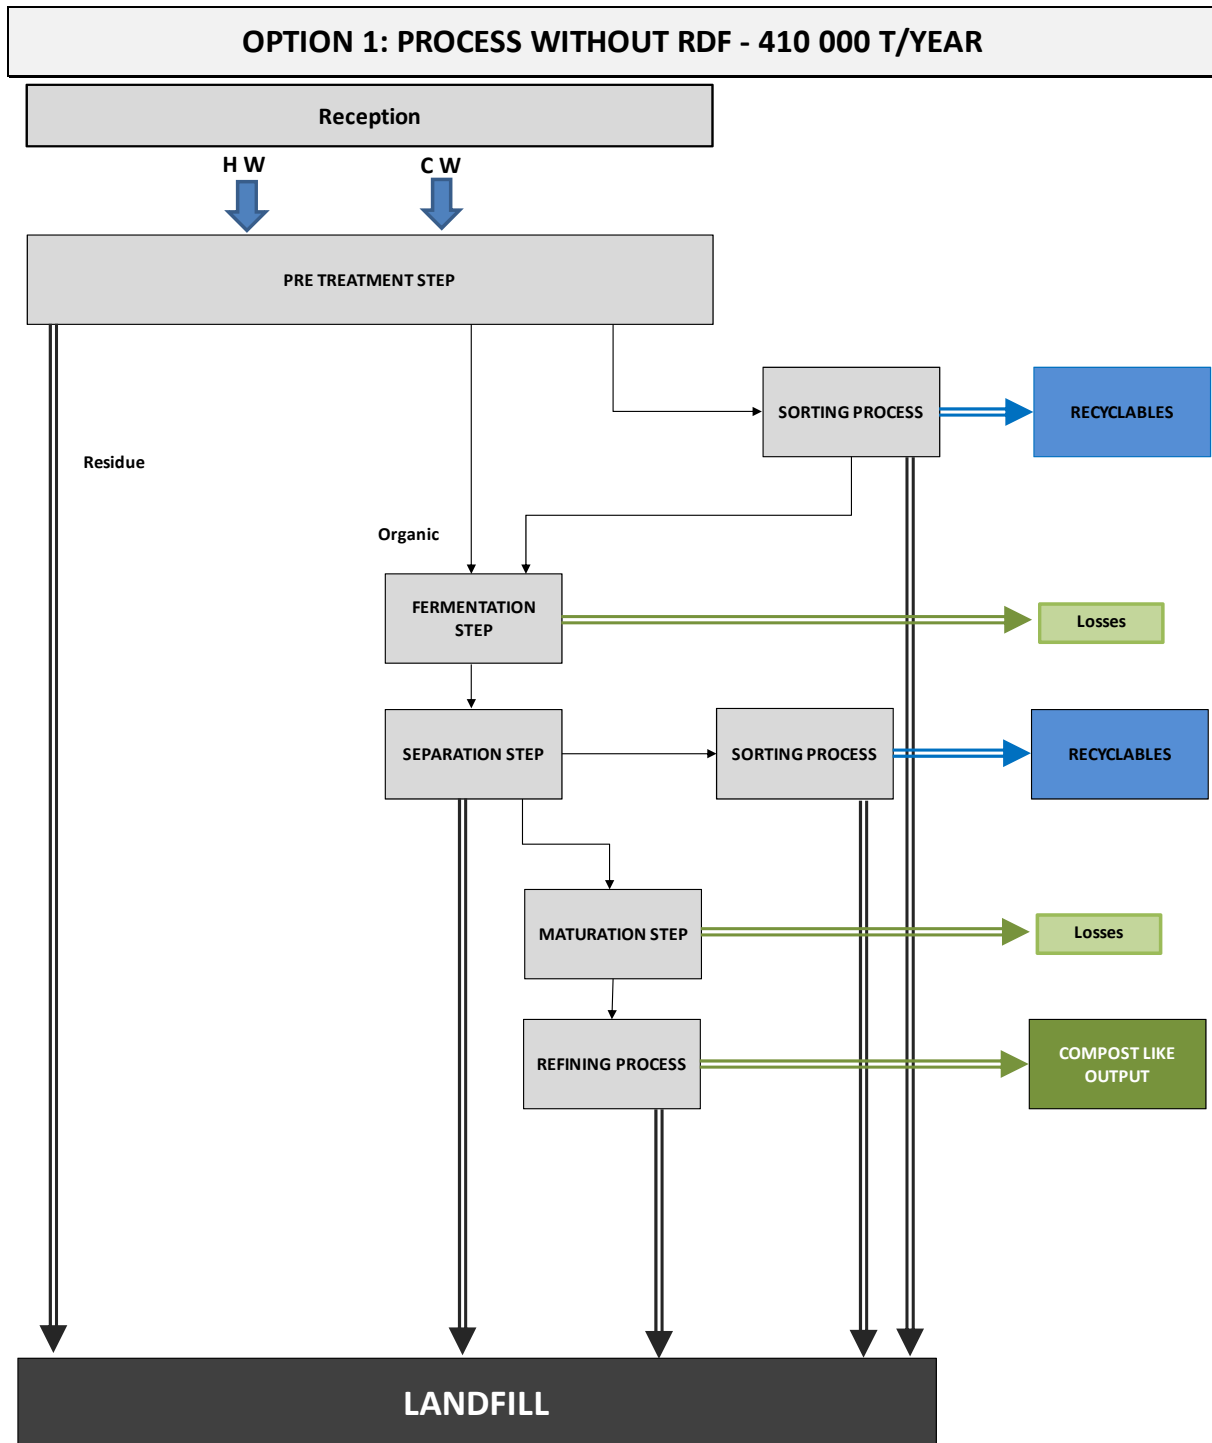 OPTION 1: PROCESS WITHOUT RDF - 410 000 T/YEAR
Reception
H W
C W
PRE TREATMENT STEP
SORTING PROCESS
RECYCLABLES
Residue
Organic
FERMENTATION
STEP
Losses
SEPARATION STEP
SORTING PROCESS
RECYCLABLES
MATURATION STEP
Losses
REFINING PROCESS
COMPOST LIKE
OUTPUT
LANDFILL